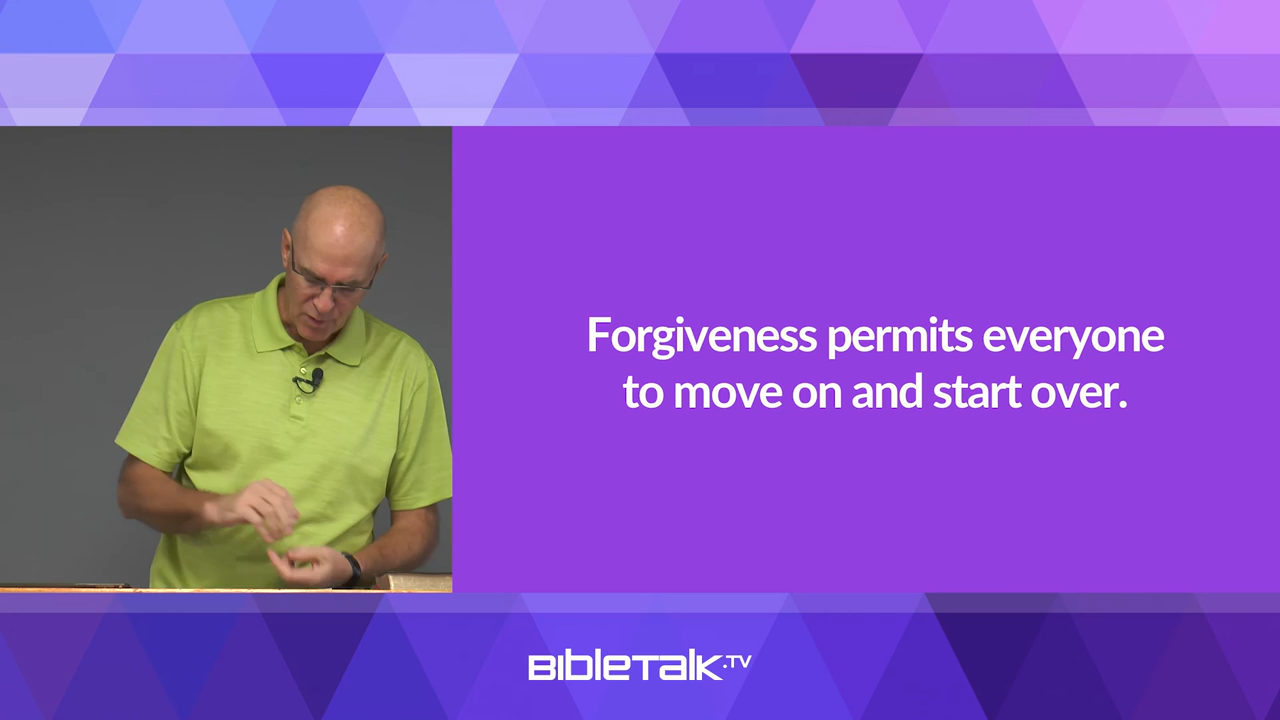 Forgiveness permits everyone
to move on and start over.
BibleTalk.TV